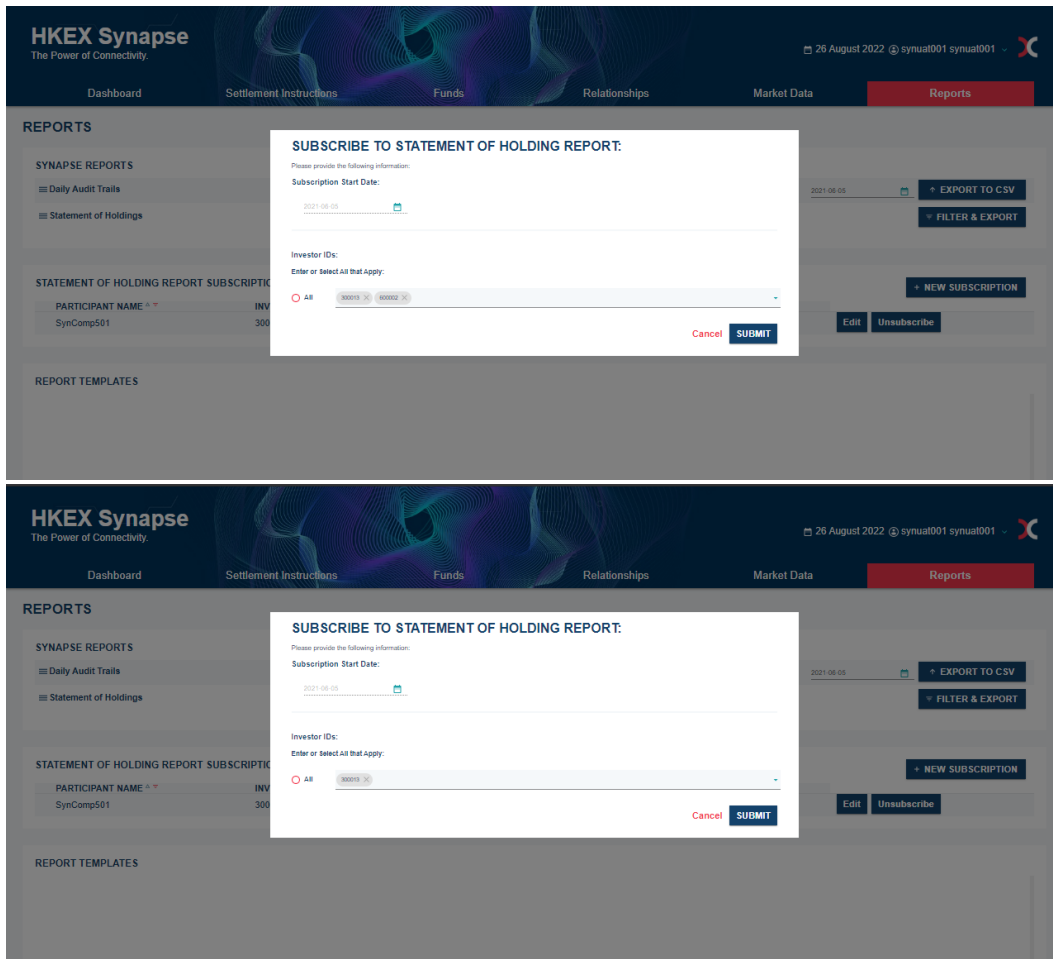 HKEX Synapse
The Power of Connectivity.
26 August 2022 synuat001 synuat001
Dashboard Settlement Instructions Funds Relationships Market Data Reports
REPORTS
SUBSCRIBE TO STATEMENT OF HOLDING REPORT:
Please provide the following information:
SYNAPSE REPORTS
Subscription Start Date:
Daily Audit Trails 2021-08-05 EXPORT TO CSV
2021-08-05
Statement of Holdings FILTER & EXPORT
Investor IDs:
Enter or Select All that Apply:
STATEMENT OF HOLDING REPORT SUBSCRIPTIO + NEW SUBSCRIPTION
All 300013 600002
PARTICIPANT NAME INV
SynComp501 300 Edit Unsubscribe
Cancel SUBMIT
REPORT TEMPLATES
HKEX Synapse
The Power of Connectivity.
26 August 2022 synuat001 synuat001
Dashboard Settlement Instructions Funds Relationships Market Data Reports
REPORTS
SUBSCRIBE TO STATEMENT OF HOLDING REPORT:
Please provide the following information:
SYNAPSE REPORTS
Subscription Start Date:
Daily Audit Trails 2021-08-05 EXPORT TO CSV
2021-08-05
Statement of Holdings FILTER & EXPORT
Investor IDs:
Enter or Select All that Apply:
STATEMENT OF HOLDING REPORT SUBSCRIPTIO + NEW SUBSCRIPTION
All 300013
PARTICIPANT NAME INV
SynComp501 300 Edit Unsubscribe
Cancel SUBMIT
REPORT TEMPLATES